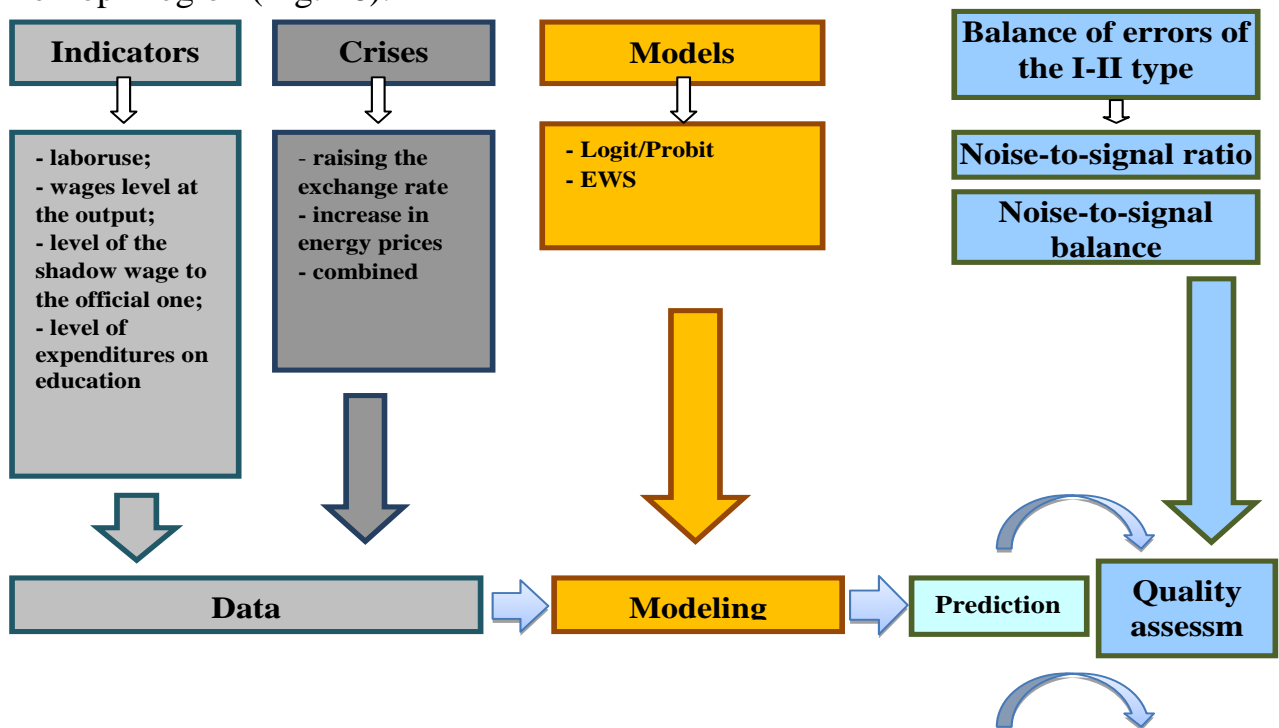 region (Fig.
Indicators
- laboruse;
- wages level at
the output;
- level of the
shadow wage to
the official one;
- level of
expenditures on
education
Crises
- raising the
exchange rate
- increase in
energy prices
- combined
Models
- Logit/Probit
- EWS
Balance of errors of
the I-II type
Noise-to-signal ratio
Noise-to-signal
balance
Data
Modeling
Prediction
Quality
assessm